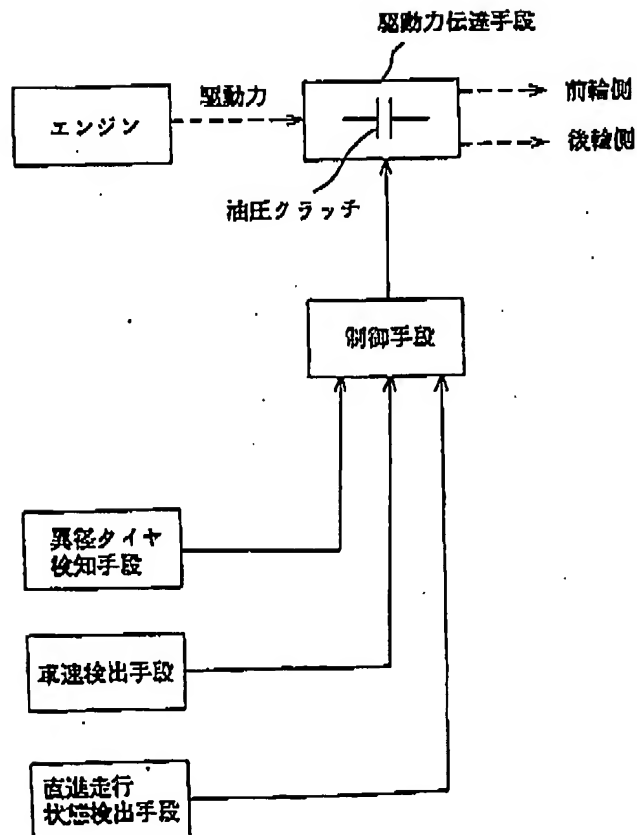 駆動力伝達手段
エンジン
駆動力
前輪側
後輪側
油圧クラッチ
制御手段
異径タイヤ
検知手段
車速検出手段
直進走行
状態検出手段